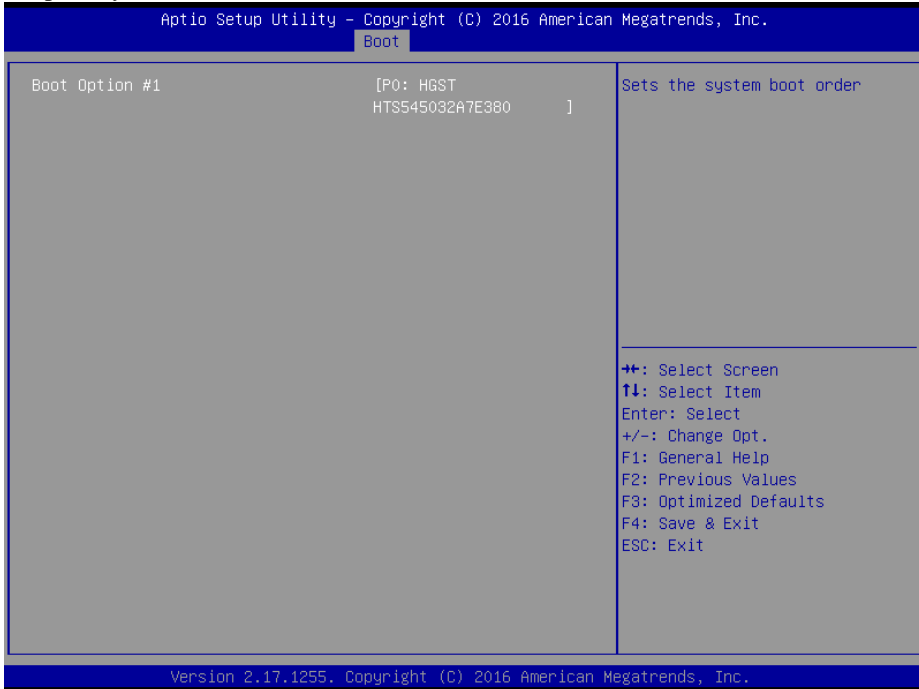 Aptio Setup Utility – Copyright (C) 2016 American Megatrends, Inc.
Boot
Boot Option #1 [P0: HGST
HTS545032A7E380 ]
Sets the system boot order
→←: Select Screen
↑↓: Select Item
Enter: Select
+/-: Change Opt.
F1: General Help
F2: Previous Values
F3: Optimized Defaults
F4: Save & Exit
ESC: Exit
Version 2.17.1255. Copyright (C) 2016 American Megatrends, Inc.